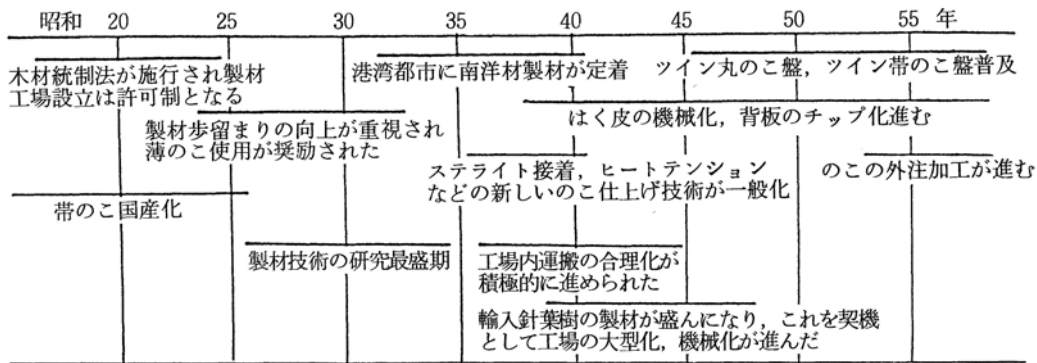 昭和 20 25 30 35 40 45 50 55 年
木材統制法が施行され製材
工場設立は許可制となる
港湾都市に南洋材製材が定着
ツイン丸のこ盤，ツイン帯のこ盤普及
製材歩留まりの向上が重視され
薄のこ使用が奨励された
はく皮の機械化，背板のチップ化進む
ステライト接着，ヒートテンション
などの新しいのこ仕上げ技術が一般化
のこの外注加工が進む
帯のこ国産化
製材技術の研究最盛期
工場内運搬の合理化が
積極的に進められた
輸入針葉樹の製材が盛んになり，これを契機
として工場の大型化，機械化が進んだ